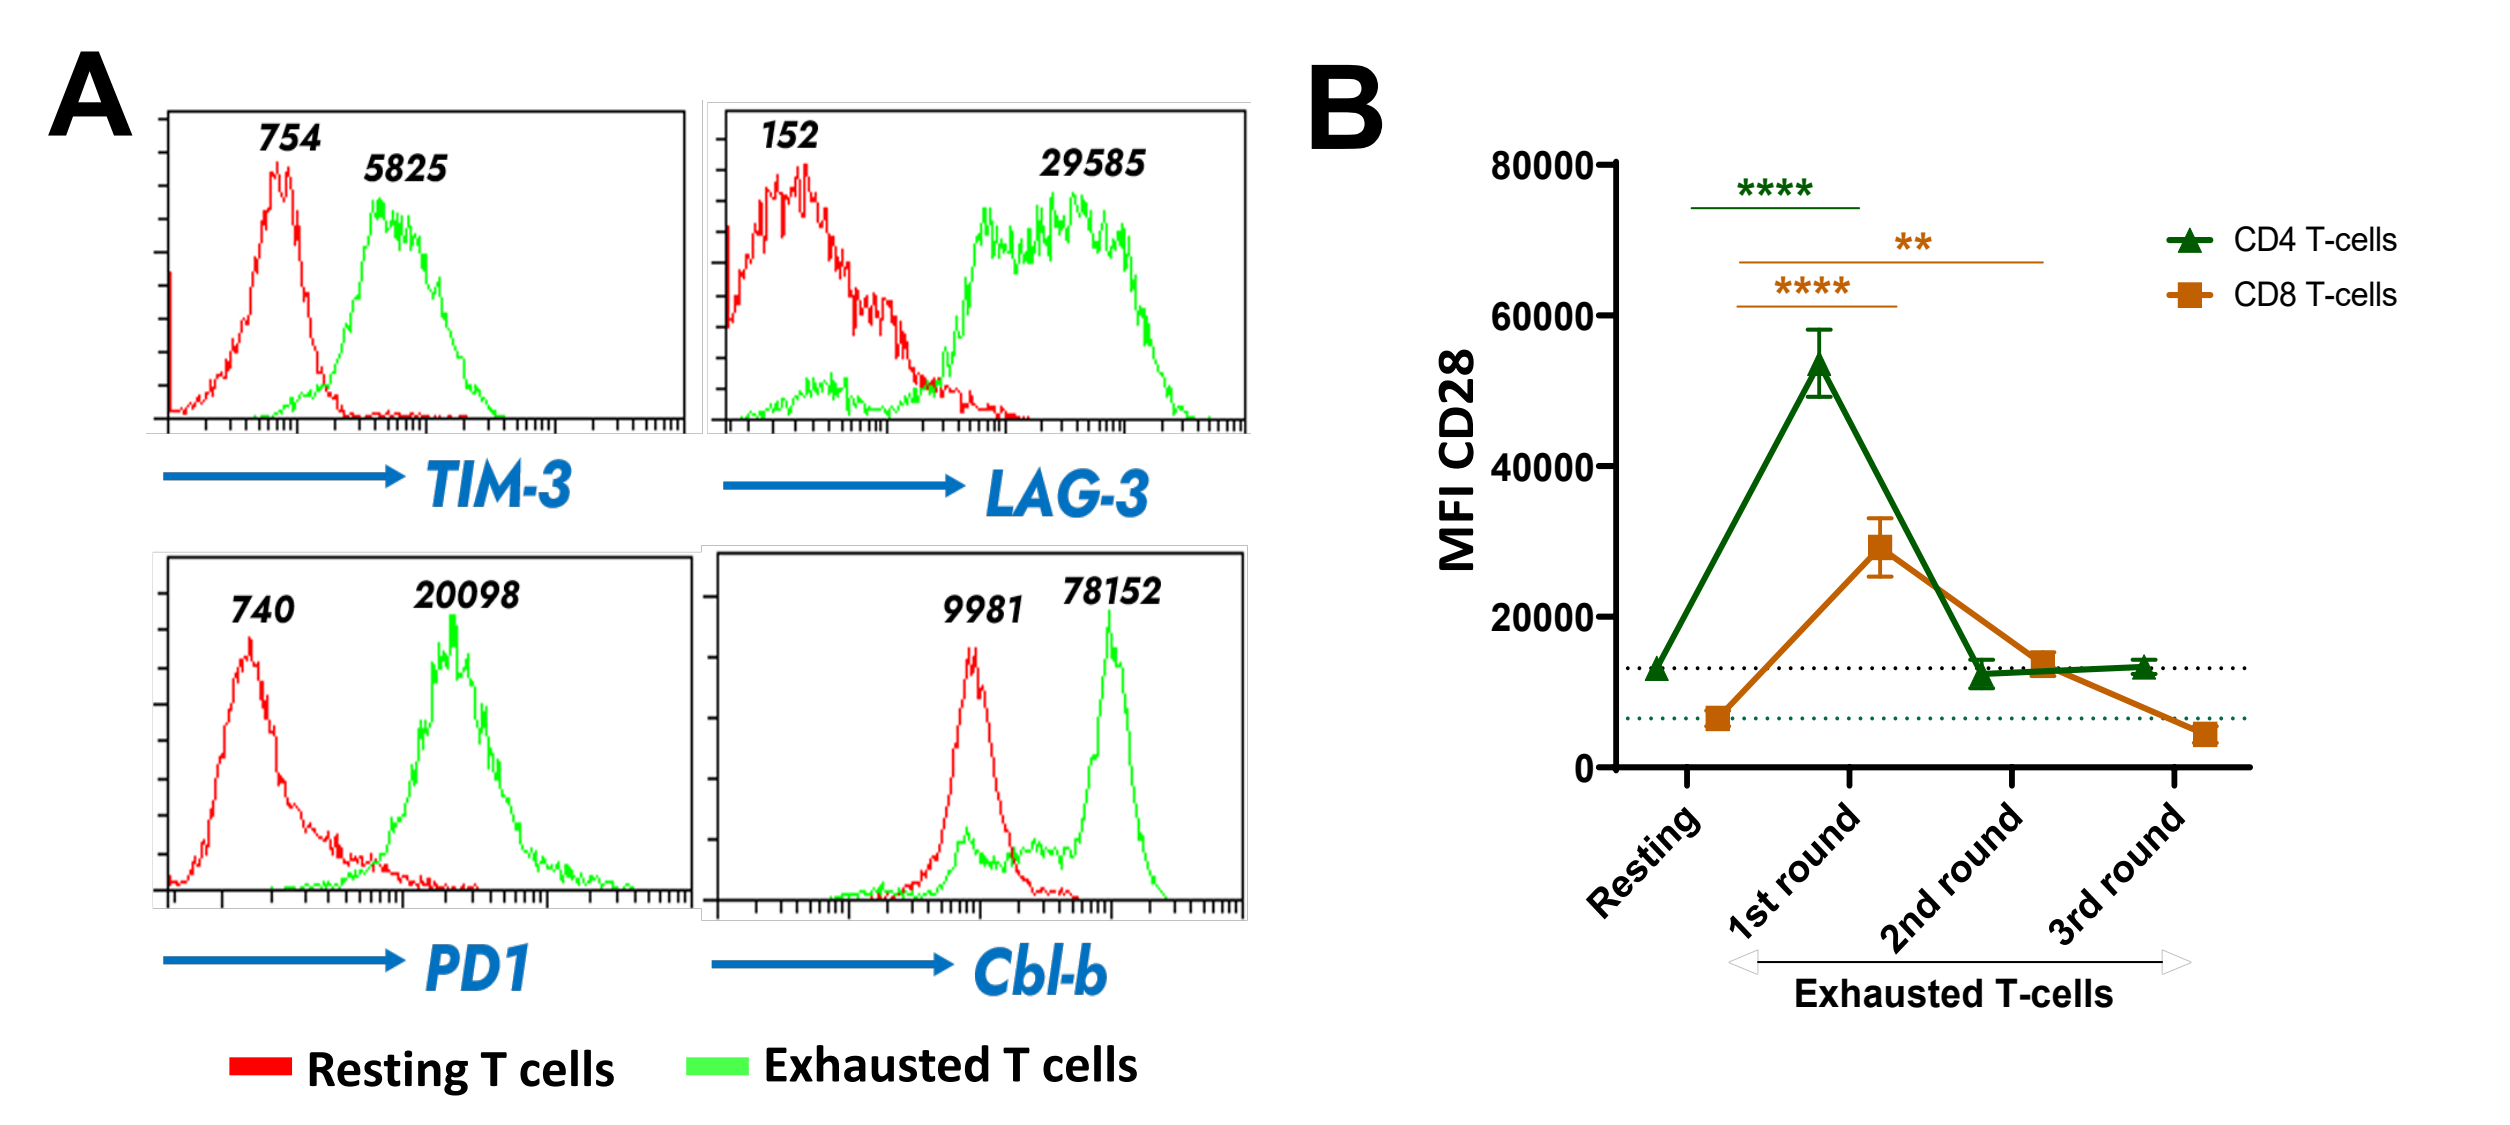 A
754
5825
TIM-3
152
29585
LAG-3
740
20098
PD1
9981
78152
Cbl-b
Resting T cells
Exhausted T cells
B
MFI CD28
80000
60000
40000
20000
0
****
**
****
CD4 T-cells
CD8 T-cells
Resting
1st round
2nd round
3rd round
Exhausted T-cells